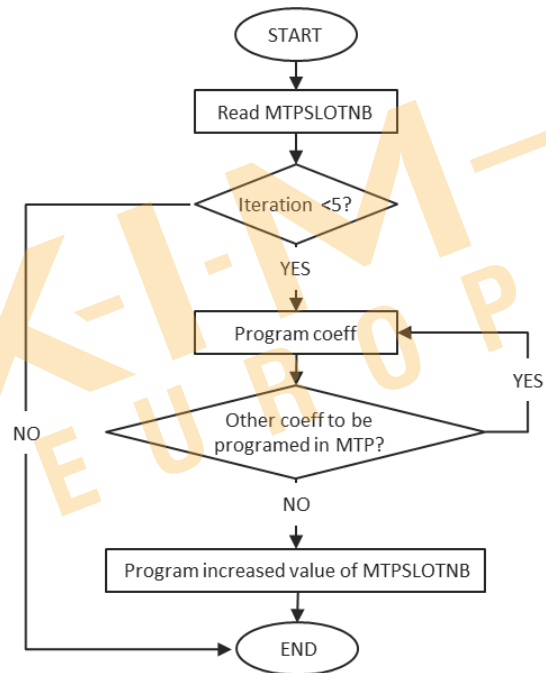 START
Read MTPSLOTNB
Iteration <5?
YES
Program coeff
YES
Other coeff to be
programed in MTP?
NO
NO
Program increased value of MTPSLOTNB
END
K-I-M-
EUROP